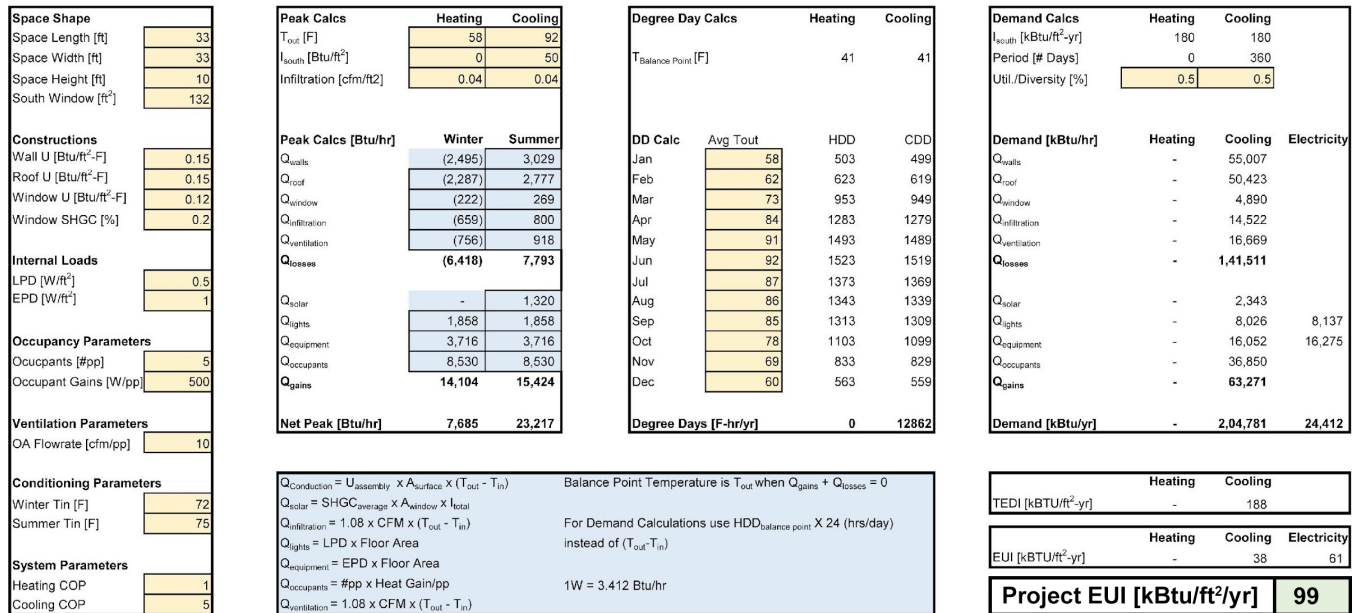 Space Shape
Space Length [ft] 33
Space Width [ft] 33
Space Height [ft] 10
South Window [ft²] 132
Constructions
Wall U [Btu/ft²-F] 0.15
Roof U [Btu/ft²-F] 0.15
Window U [Btu/ft²-F] 0.12
Window SHGC [%] 0.2
Internal Loads
LPD [W/ft²] 0.5
EPD [W/ft²] 1
Occupancy Parameters
Ocucpants [#pp] 5
Occupant Gains [W/pp] 500
Ventilation Parameters
OA Flowrate [cfm/pp] 10
Conditioning Parameters
Winter Tin [F] 72
Summer Tin [F] 75
System Parameters
Heating COP 1
Cooling COP 5
Peak Calcs Heating Cooling
Tout [F] 58 92
Isouth [Btu/ft²] 0 50
Infiltration [cfm/ft2] 0.04 0.04
Peak Calcs [Btu/hr] Winter Summer
Qwalls (2,495) 3,029
Qroof (2,287) 2,777
Qwindow (222) 269
Qinfiltration (659) 800
Qventilation (756) 918
Qlosses (6,418) 7,793
Qsolar - 1,320
Qlights 1,858 1,858
Qequipment 3,716 3,716
Qoccupants 8,530 8,530
Qgains 14,104 15,424
Net Peak [Btu/hr] 7,685 23,217
Degree Day Calcs Heating Cooling
TBalance Point [F] 41 41
DD Calc Avg Tout HDD CDD
Jan 58 503 499
Feb 62 623 619
Mar 73 953 949
Apr 84 1283 1279
May 91 1493 1489
Jun 92 1523 1519
Jul 87 1373 1369
Aug 86 1343 1339
Sep 85 1313 1309
Oct 78 1103 1099
Nov 69 833 829
Dec 60 563 559
Degree Days [F-hr/yr] 0 12862
Demand Calcs Heating Cooling
Isouth [kBtu/ft²-yr] 180 180
Period [# Days] 0 360
Util./Diversity [%] 0.5 0.5
Demand [kBtu/hr] Heating Cooling Electricity
Qwalls - 55,007
Qroof - 50,423
Qwindow - 4,890
Qinfiltration - 14,522
Qventilation - 16,669
Qlosses - 1,41,511
Qsolar - 2,343
Qlights - 8,026 8,137
Qequipment - 16,052 16,275
Qoccupants - 36,850
Qgains - 63,271
Demand [kBtu/yr] - 2,04,781 24,412
QConduction = Uassembly x Asurface x (Tout - Tin)
Qsolar = SHGCaverage x Awindow x Itotal
Qinfiltration = 1.08 x CFM x (Tout - Tin)
Qlights = LPD x Floor Area
Qequipment = EPD x Floor Area
Qoccupants = #pp x Heat Gain/pp
Qventilation = 1.08 x CFM x (Tout - Tin)
Balance Point Temperature is Tout when Qgains + Qlosses = 0
For Demand Calculations use HDDbalance point X 24 (hrs/day)
instead of (Tout-Tin)
1W = 3.412 Btu/hr
Heating Cooling
TEDI [kBTU/ft²-yr] - 188
Heating Cooling Electricity
EUI [kBTU/ft²-yr] - 38 61
Project EUI [kBtu/ft²/yr] 99